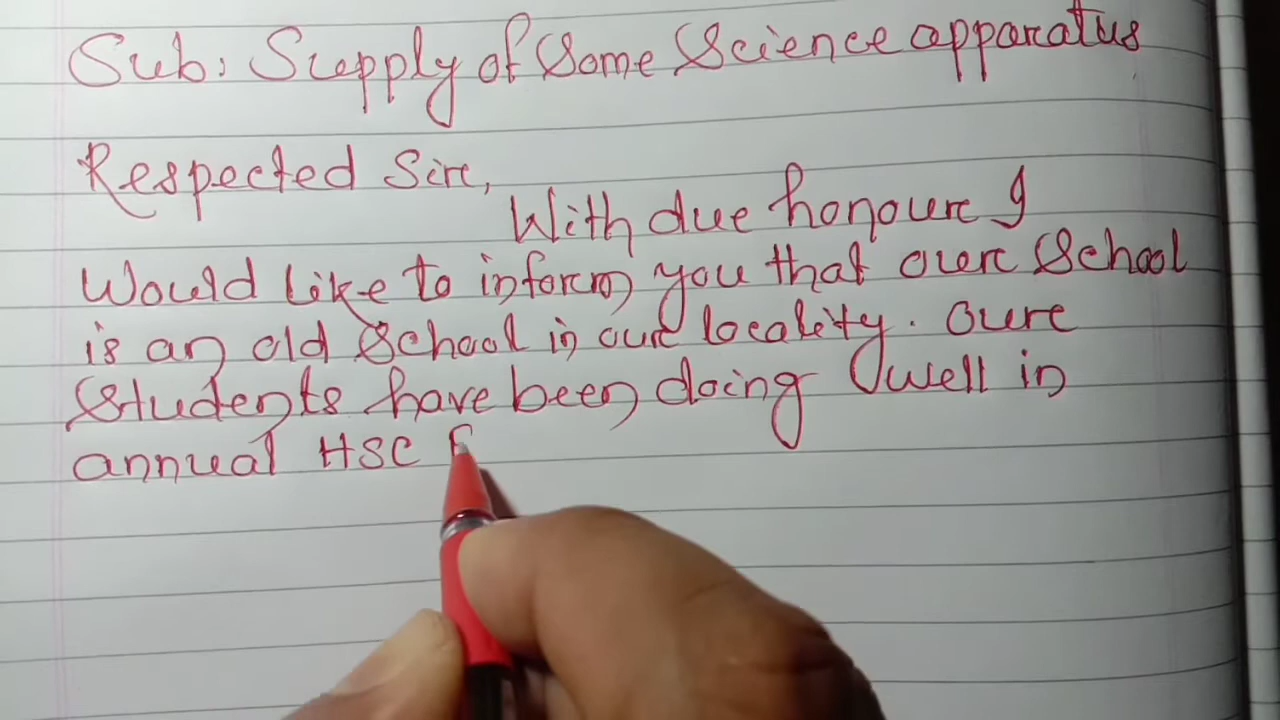 Sub: Supply of Some Science apparatus
Respected Sir,
With due honour I
Would like to inform you that our School
is an old School in our locality. Our
Students have been doing well in
annual HSC